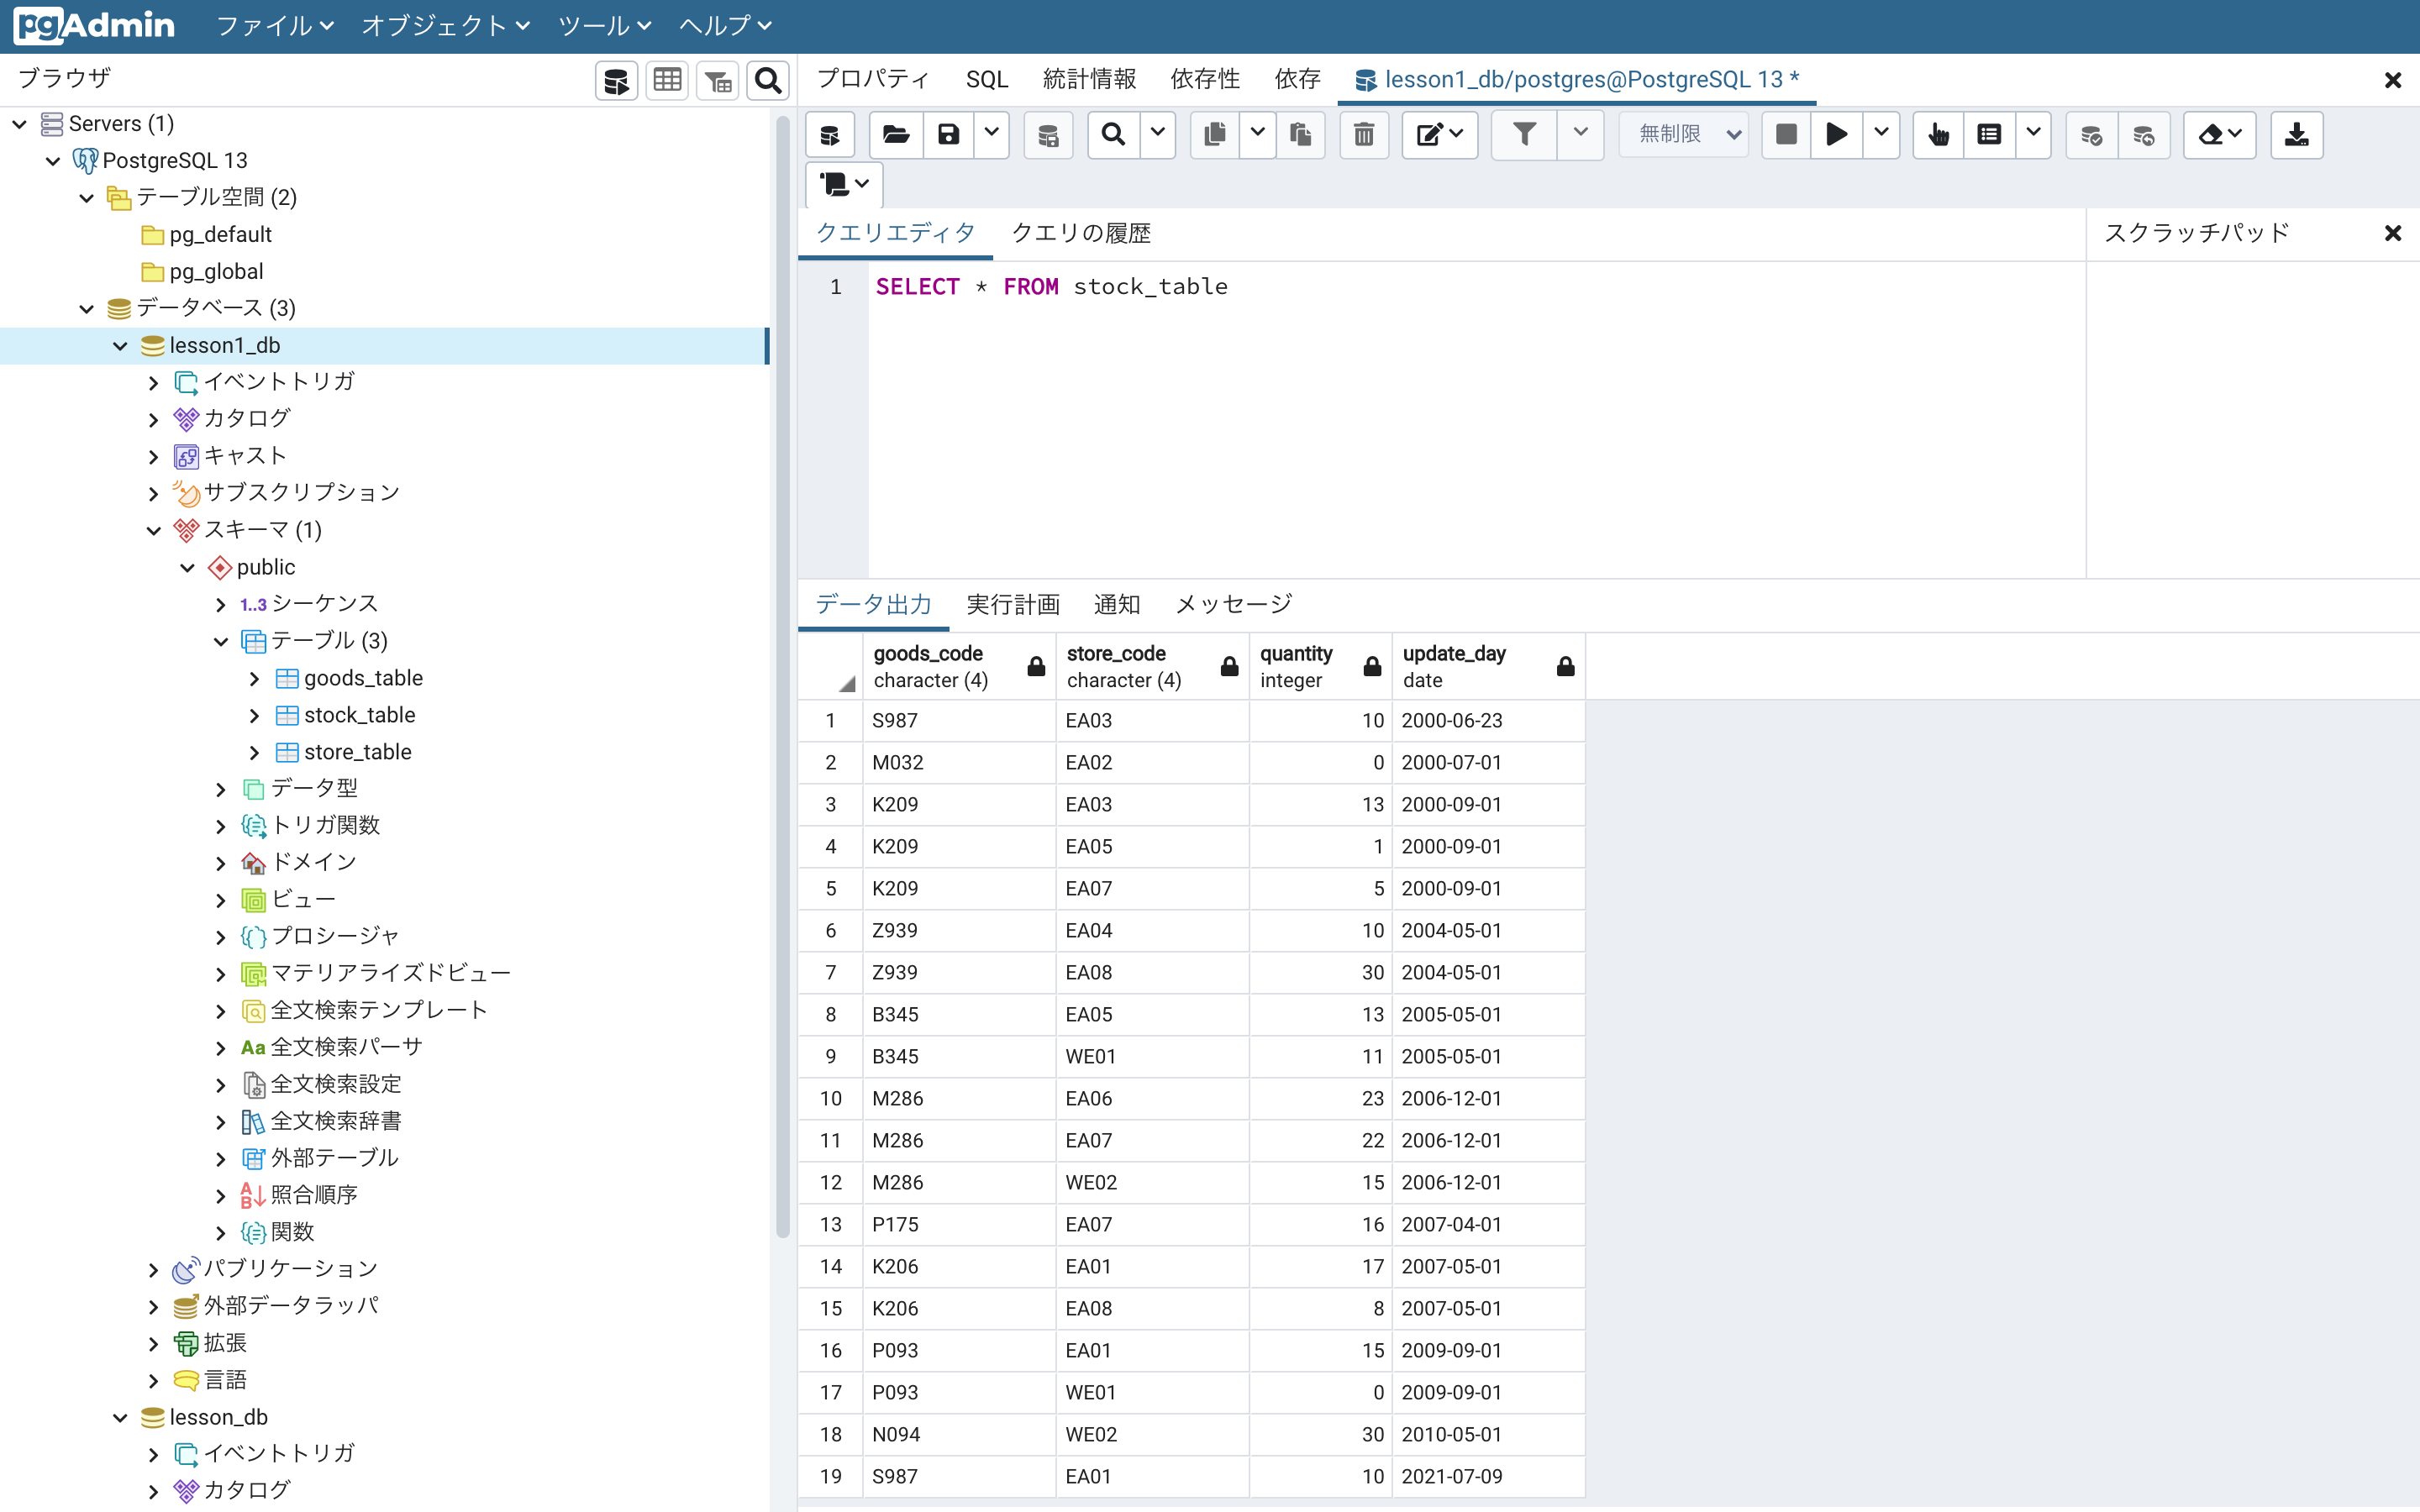 pgAdmin ファイル オブジェクト ツール ヘルプ
ブラウザ
Servers (1)
PostgreSQL 13
テーブル空間 (2)
pg_default
pg_global
データベース (3)
lesson1_db
イベントトリガ
カタログ
キャスト
サブスクリプション
スキーマ (1)
public
1..3 シーケンス
テーブル (3)
goods_table
stock_table
store_table
データ型
トリガ関数
ドメイン
ビュー
プロシージャ
マテリアライズドビュー
全文検索テンプレート
Aa 全文検索パーサ
全文検索設定
全文検索辞書
外部テーブル
照合順序
関数
パブリケーション
外部データラッパ
拡張
言語
lesson_db
イベントトリガ
カタログ
プロパティ SQL 統計情報 依存性 依存 lesson1_db/postgres@PostgreSQL 13 *
無制限
クエリエディタ クエリの履歴 スクラッチパッド
1 SELECT * FROM stock_table
データ出力 実行計画 通知 メッセージ
goods_code store_code quantity update_day
character (4) character (4) integer date
1 S987 EA03 10 2000-06-23
2 M032 EA02 0 2000-07-01
3 K209 EA03 13 2000-09-01
4 K209 EA05 1 2000-09-01
5 K209 EA07 5 2000-09-01
6 Z939 EA04 10 2004-05-01
7 Z939 EA08 30 2004-05-01
8 B345 EA05 13 2005-05-01
9 B345 WE01 11 2005-05-01
10 M286 EA06 23 2006-12-01
11 M286 EA07 22 2006-12-01
12 M286 WE02 15 2006-12-01
13 P175 EA07 16 2007-04-01
14 K206 EA01 17 2007-05-01
15 K206 EA08 8 2007-05-01
16 P093 EA01 15 2009-09-01
17 P093 WE01 0 2009-09-01
18 N094 WE02 30 2010-05-01
19 S987 EA01 10 2021-07-09